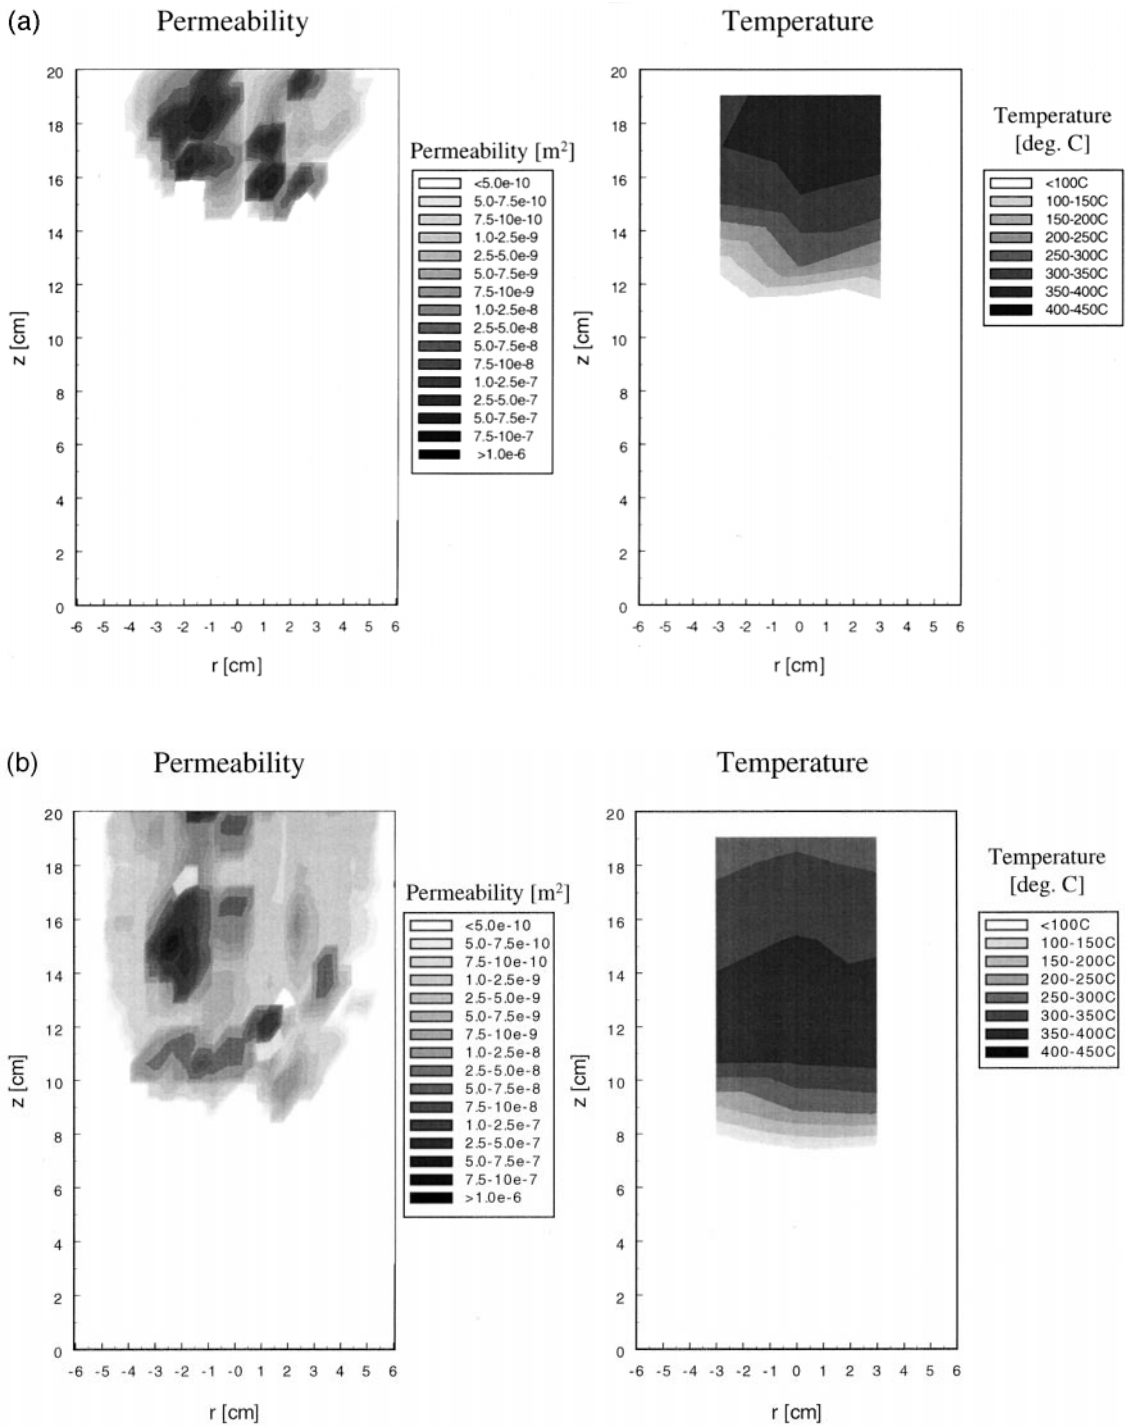 (a) Permeability Temperature
20 18 16 14 12 10 8 6 4 2 0
z [cm]
-6 -5 -4 -3 -2 -1 -0 1 2 3 4 5 6
r [cm]
Permeability [m²]
<5.0e-10
5.0-7.5e-10
7.5-10e-10
1.0-2.5e-9
2.5-5.0e-9
5.0-7.5e-9
7.5-10e-9
1.0-2.5e-8
2.5-5.0e-8
5.0-7.5e-8
7.5-10e-8
1.0-2.5e-7
2.5-5.0e-7
5.0-7.5e-7
7.5-10e-7
>1.0e-6
20 18 16 14 12 10 8 6 4 2 0
z [cm]
-6 -5 -4 -3 -2 -1 0 1 2 3 4 5 6
r [cm]
Temperature
[deg. C]
<100C
100-150C
150-200C
200-250C
250-300C
300-350C
350-400C
400-450C
(b) Permeability Temperature
20 18 16 14 12 10 8 6 4 2 0
z [cm]
-6 -5 -4 -3 -2 -1 -0 1 2 3 4 5 6
r [cm]
Permeability [m²]
<5.0e-10
5.0-7.5e-10
7.5-10e-10
1.0-2.5e-9
2.5-5.0e-9
5.0-7.5e-9
7.5-10e-9
1.0-2.5e-8
2.5-5.0e-8
5.0-7.5e-8
7.5-10e-8
1.0-2.5e-7
2.5-5.0e-7
5.0-7.5e-7
7.5-10e-7
>1.0e-6
20 18 16 14 12 10 8 6 4 2 0
z [cm]
-6 -5 -4 -3 -2 -1 0 1 2 3 4 5 6
r [cm]
Temperature
[deg. C]
<100C
100-150C
150-200C
200-250C
250-300C
300-350C
350-400C
400-450C